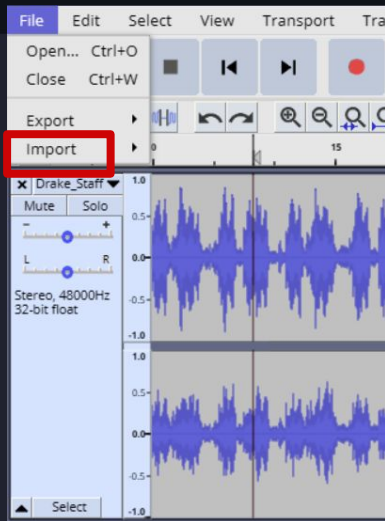 File Edit Select View Transport Tra
Open... Ctrl+O
Close Ctrl+W
Export
Import
0 15
Drake_Staff
Mute Solo
- +
L R
Stereo, 48000Hz
32-bit float
Select
1.0
0.5-
0.0-
-0.5-
-1.0
1.0
0.5-
0.0-
-0.5-
-1.0